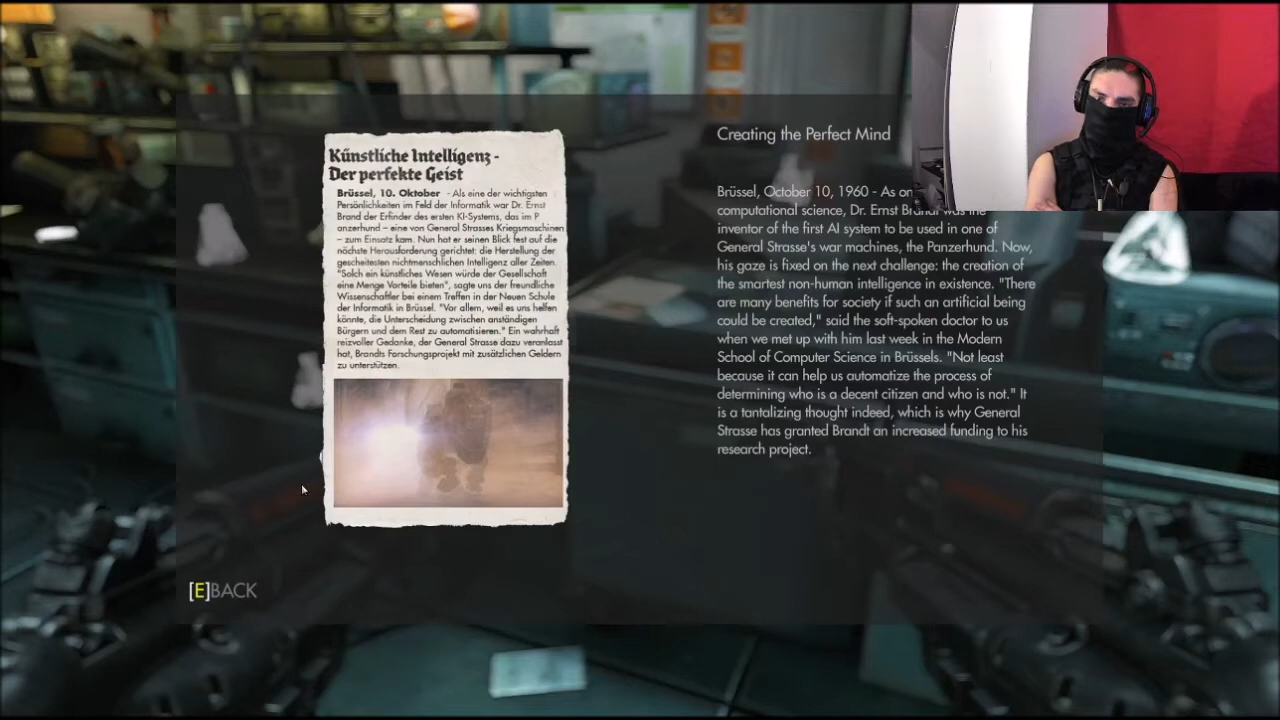 Künstliche Intelligenz -
Der perfekte Geist
Brüssel, 10. Oktober - Als eine der wichtigsten
Persönlichkeiten im Feld der Informatik war Dr. Ernst
Brand der Erfinder des ersten KI-Systems, das im P
anzerhund – eine von General Strasses Kriegsmaschinen
– zum Einsatz kam. Nun hat er seinen Blick fest auf die
nächste Herausforderung gerichtet: die Herstellung der
gescheitesten nichtmenschlichen Intelligenz aller Zeiten.
"Solch ein künstliches Wesen würde der Gesellschaft
eine Menge Vorteile bieten", sagte uns der freundliche
Wissenschaftler bei einem Treffen in der Neuen Schule
der Informatik in Brüssel. "Vor allem, weil es uns helfen
könnte, die Unterscheidung zwischen anständigen
Bürgern und dem Rest zu automatisieren." Ein wahrhaft
reizvoller Gedanke, der General Strasse dazu veranlasst
hat, Brandts Forschungsprojekt mit zusätzlichen Geldern
zu unterstützen.
Creating the Perfect Mind
Brüssel, October 10, 1960 - As on
computational science, Dr. Ernst Brandt was the
inventor of the first AI system to be used in one of
General Strasse's war machines, the Panzerhund. Now,
his gaze is fixed on the next challenge: the creation of
the smartest non-human intelligence in existence. "There
are many benefits for society if such an artificial being
could be created," said the soft-spoken doctor to us
when we met up with him last week in the Modern
School of Computer Science in Brüssels. "Not least
because it can help us automatize the process of
determining who is a decent citizen and who is not." It
is a tantalizing thought indeed, which is why General
Strasse has granted Brandt an increased funding to his
research project.
[E]BACK